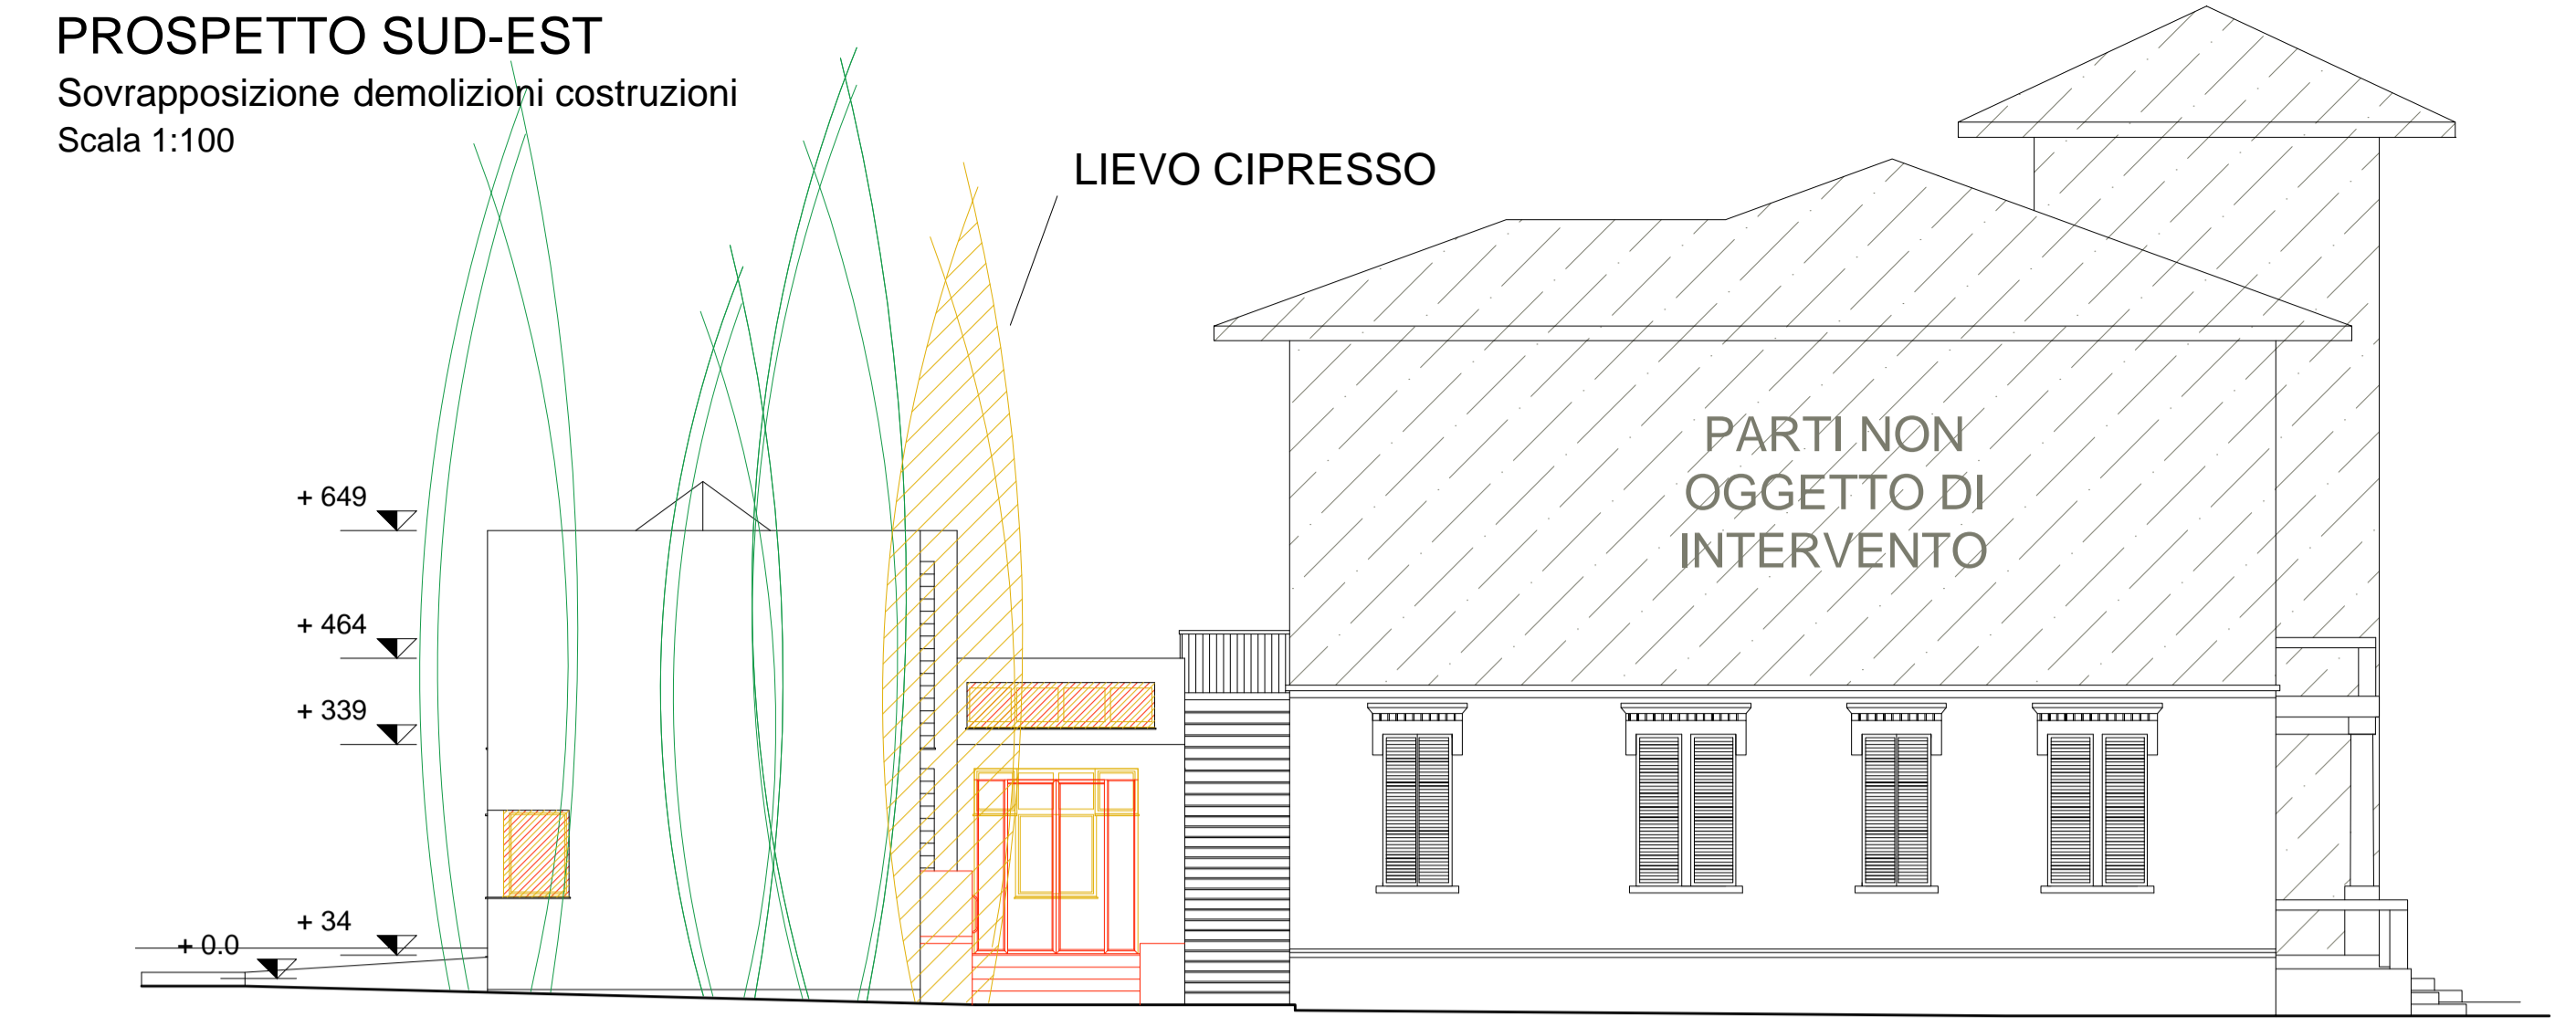 PROSPETTO SUD-EST
Sovrapposizione demolizioni costruzioni
Scala 1:100
LIEVO CIPRESSO
PARTI NON
OGGETTO DI
INTERVENTO
+ 649
+ 464
+ 339
+ 34
+ 0.0